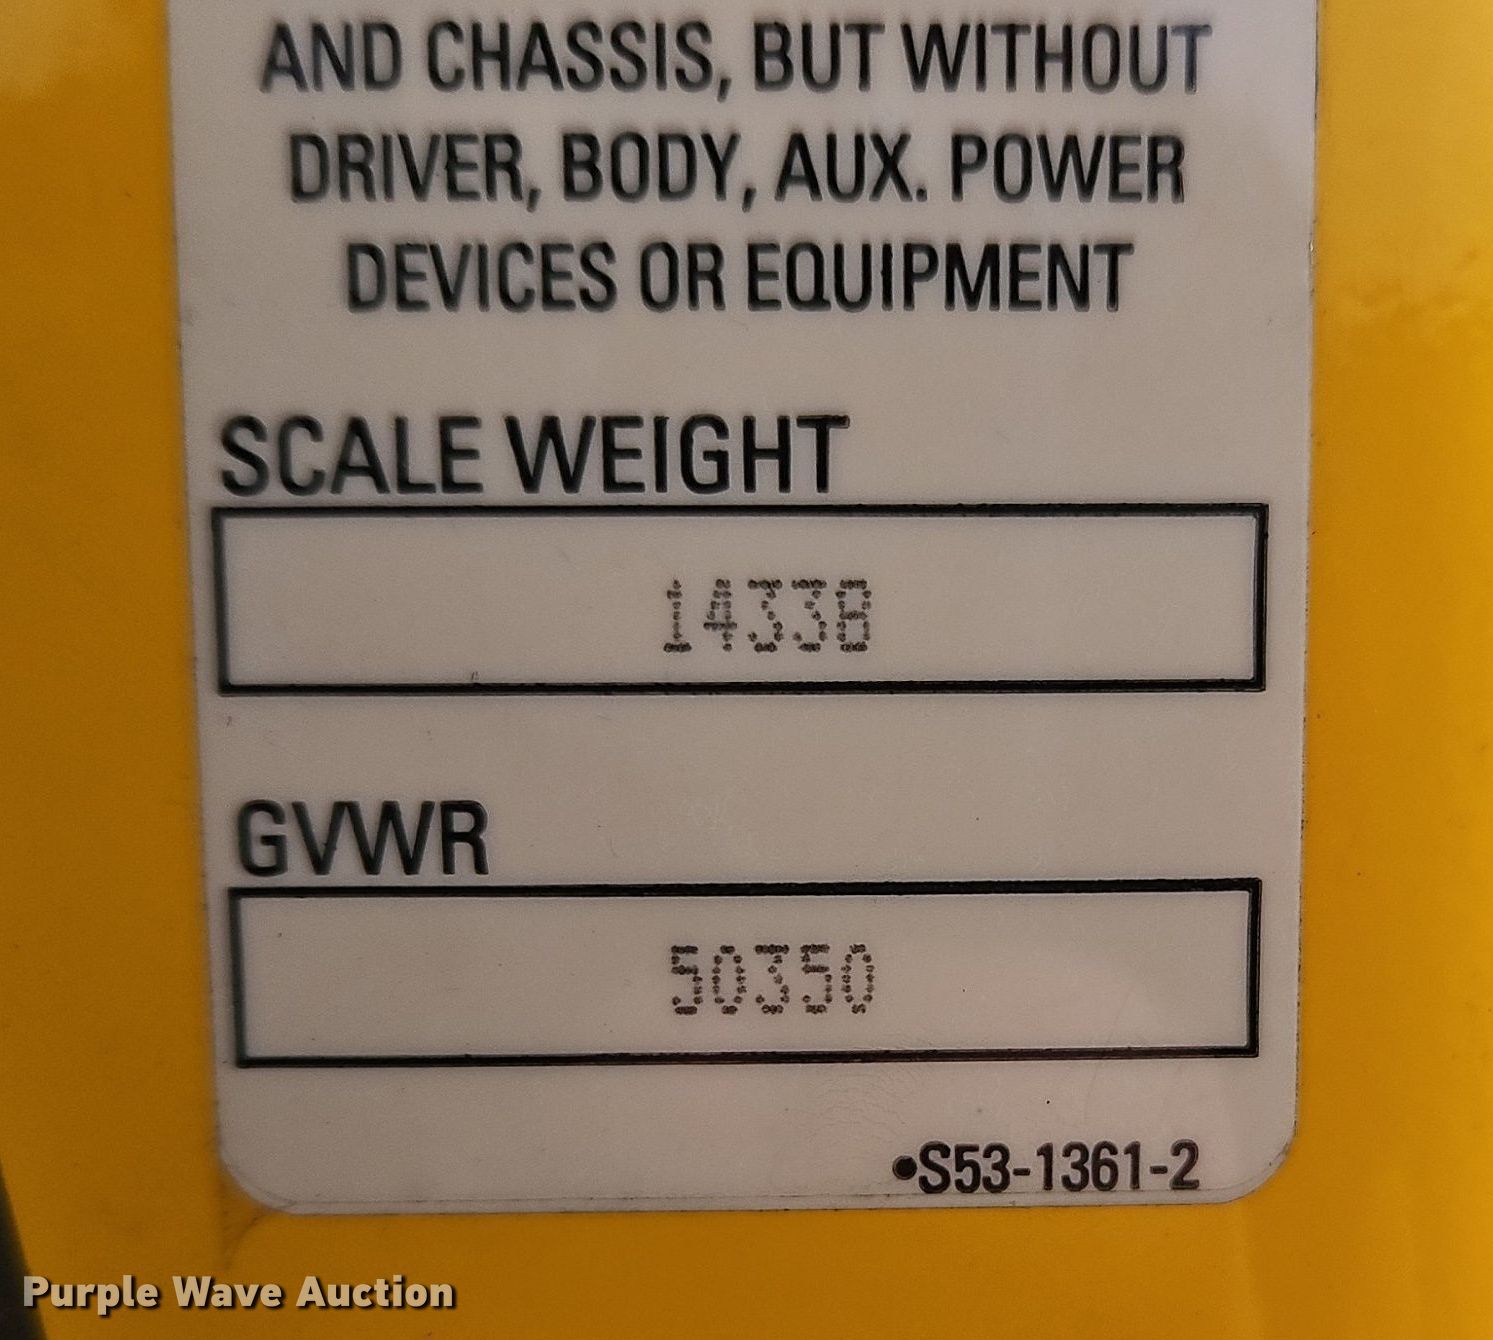 AND CHASSIS, BUT WITHOUT
DRIVER, BODY, AUX. POWER
DEVICES OR EQUIPMENT
SCALE WEIGHT
14338
GVWR
50350
•S53-1361-2
Purple Wave Auction